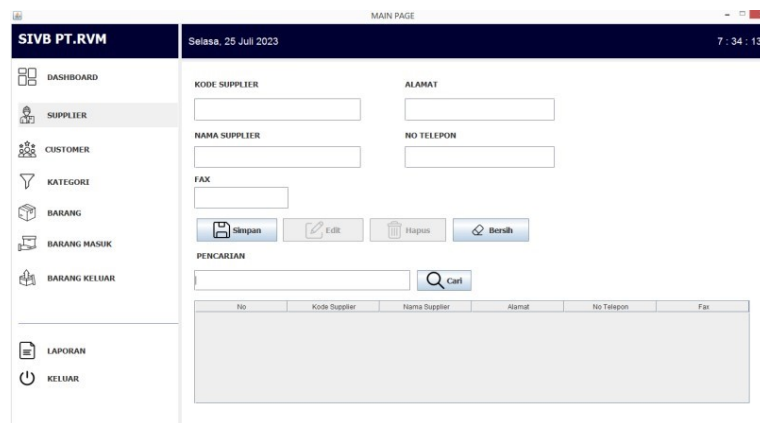 MAIN PAGE
SIVB PT.RVM
Selasa, 25 Juli 2023
7 : 34 : 13
DASHBOARD
SUPPLIER
CUSTOMER
KATEGORI
BARANG
BARANG MASUK
BARANG KELUAR
LAPORAN
KELUAR
KODE SUPPLIER
ALAMAT
NAMA SUPPLIER
NO TELEPON
FAX
Simpan Edit Hapus Bersih
PENCARIAN
Cari
No Kode Supplier Nama Supplier Alamat No Telepon Fax